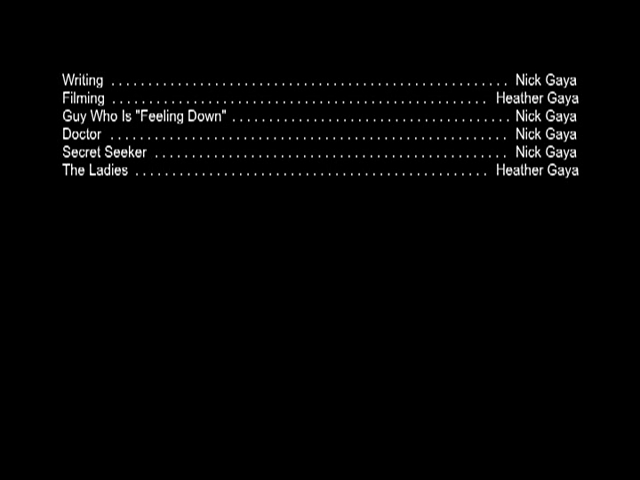 Writing . . . . . . . . . . . . . . . . . . . . . . . . . . . . . . . . . . . . . . . . . . . . . . . . . . . . . . Nick Gaya
Filming . . . . . . . . . . . . . . . . . . . . . . . . . . . . . . . . . . . . . . . . . . . . . . . . . . . Heather Gaya
Guy Who Is "Feeling Down" . . . . . . . . . . . . . . . . . . . . . . . . . . . . . . . . . . . . . . Nick Gaya
Doctor . . . . . . . . . . . . . . . . . . . . . . . . . . . . . . . . . . . . . . . . . . . . . . . . . . . . . . Nick Gaya
Secret Seeker . . . . . . . . . . . . . . . . . . . . . . . . . . . . . . . . . . . . . . . . . . . . . . . . Nick Gaya
The Ladies . . . . . . . . . . . . . . . . . . . . . . . . . . . . . . . . . . . . . . . . . . . . . . . . Heather Gaya